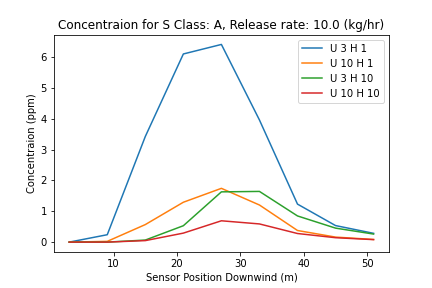 Concentraion for S Class: A, Release rate: 10.0 (kg/hr)
U 3 H 1
U 10 H 1
U 3 H 10
U 10 H 10
Concentraion (ppm)
6
5
4
3
2
1
0
10 20 30 40 50
Sensor Position Downwind (m)